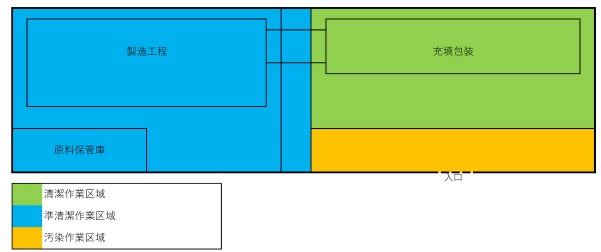 製造工程
充填包装
原料保管庫
入口
清潔作業区域
準清潔作業区域
汚染作業区域